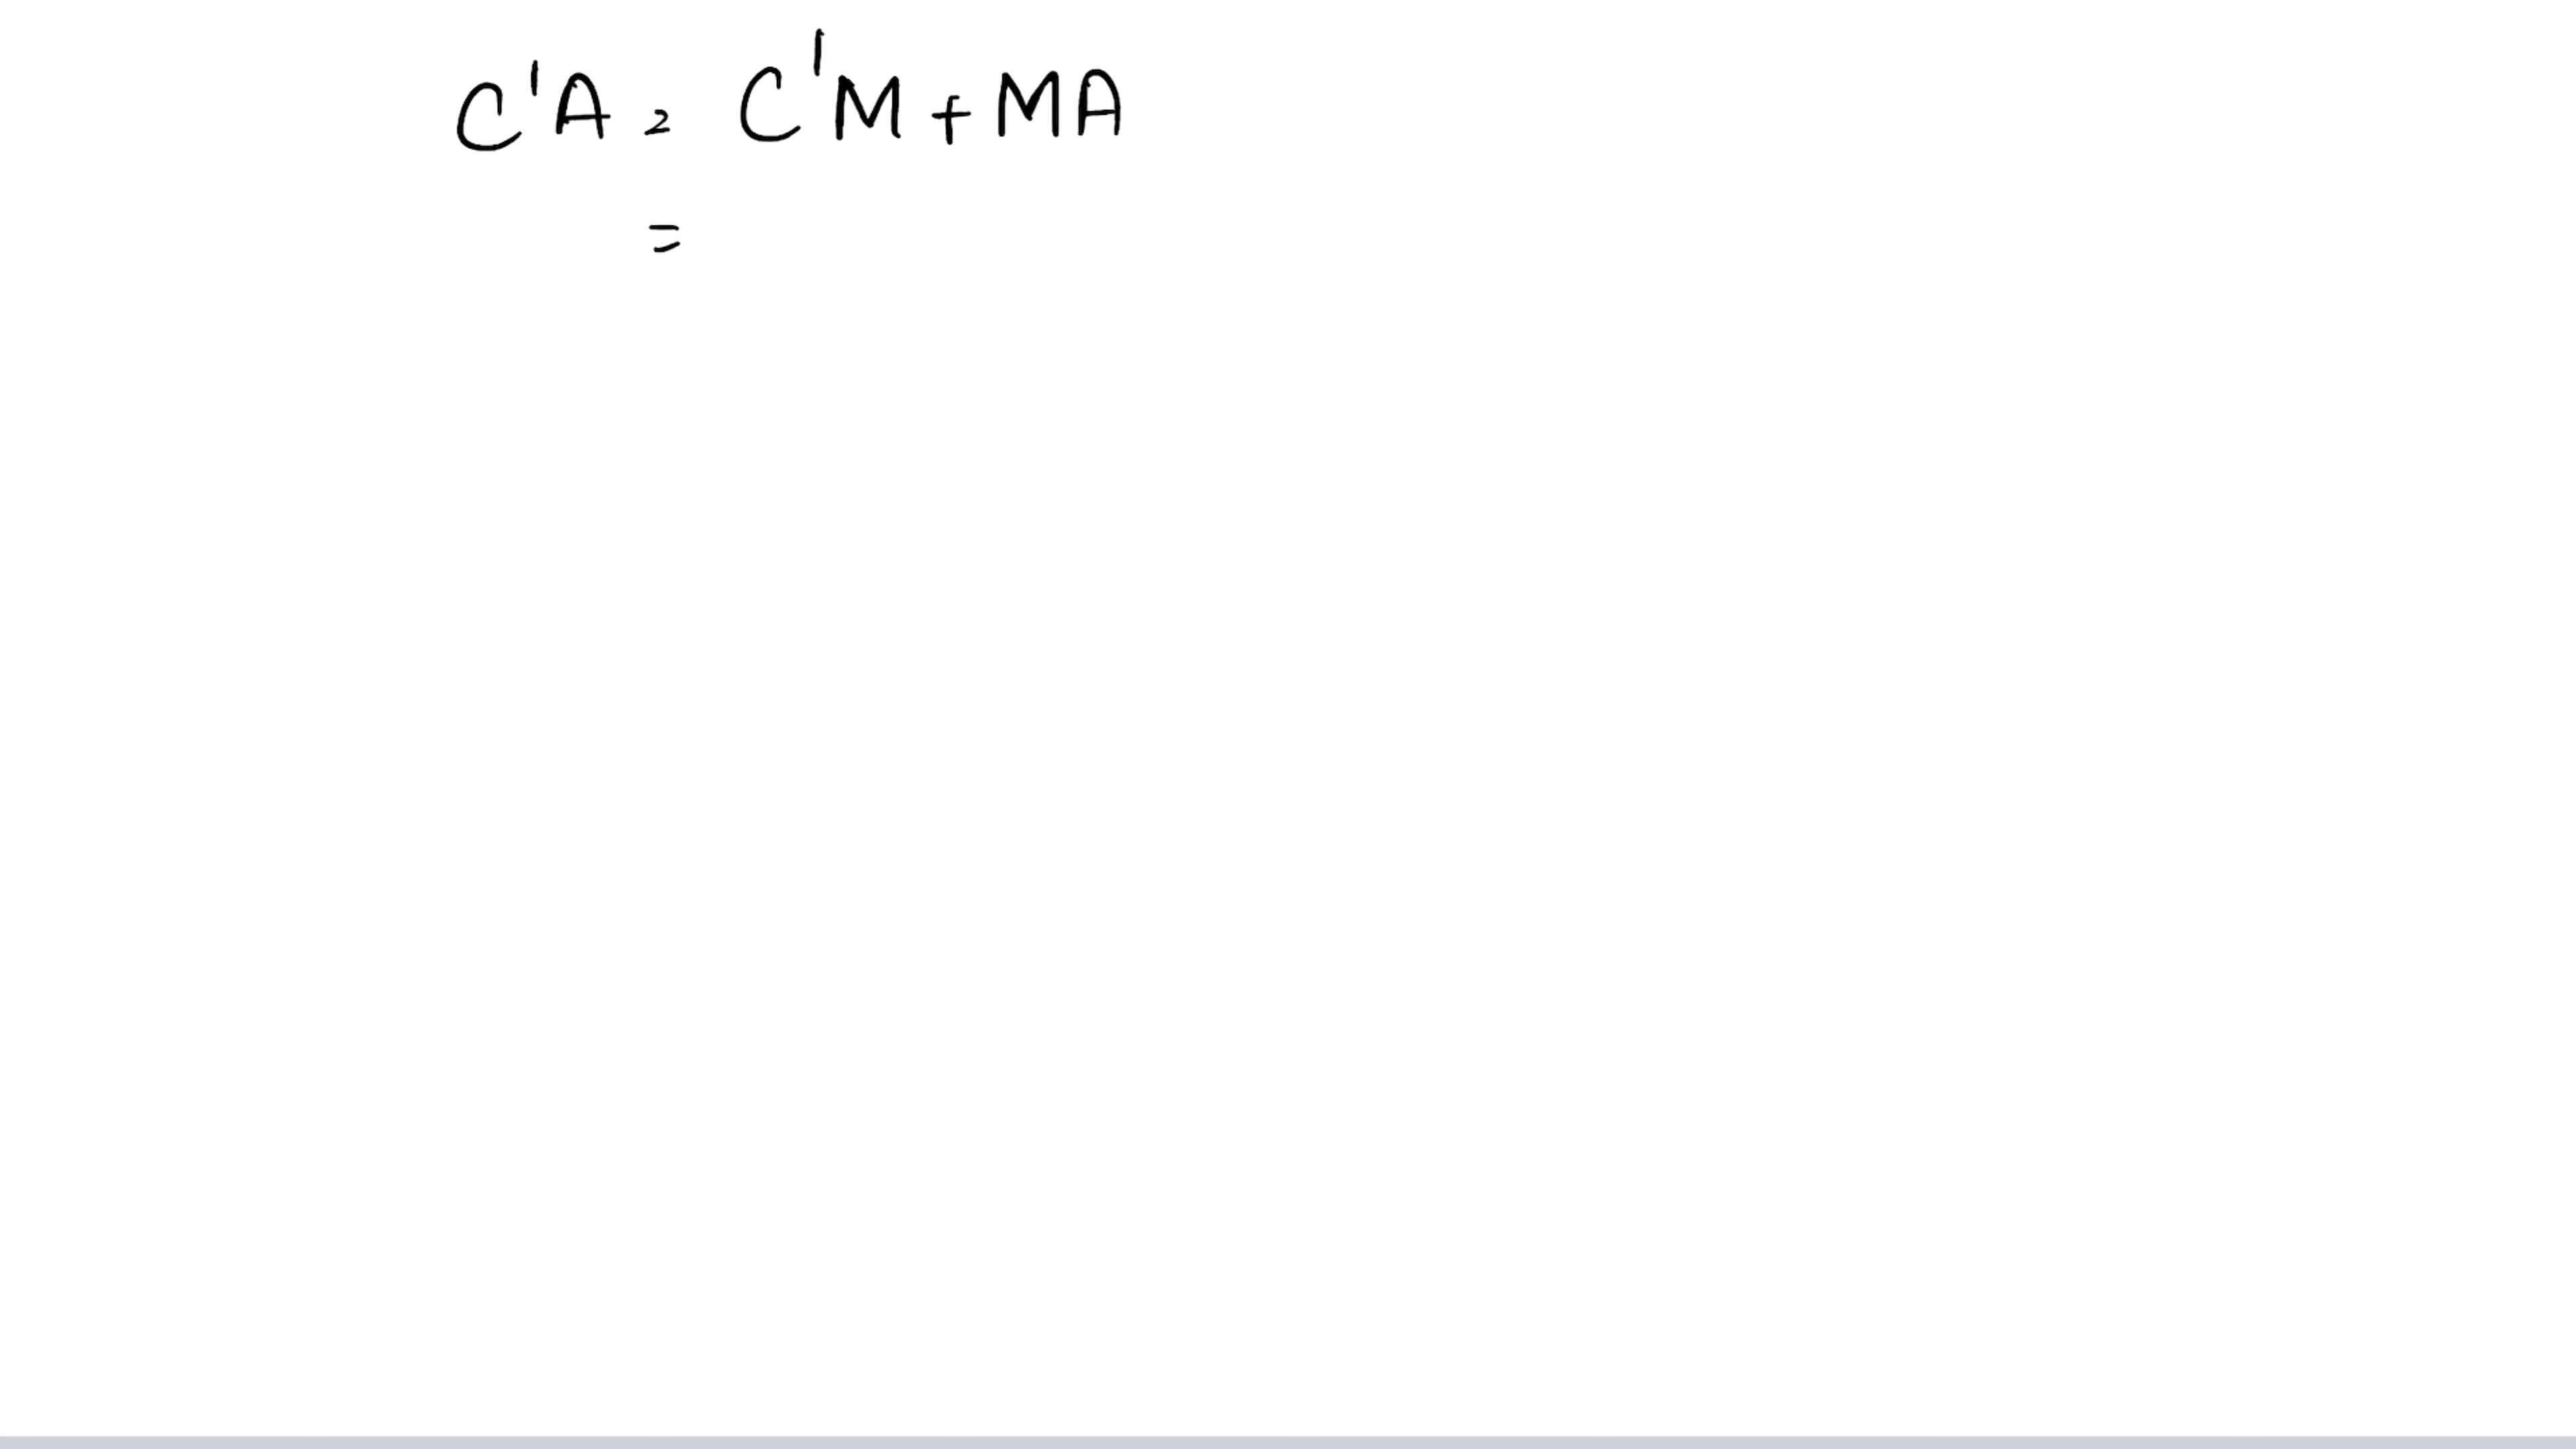 C'A = C'M + MA
=